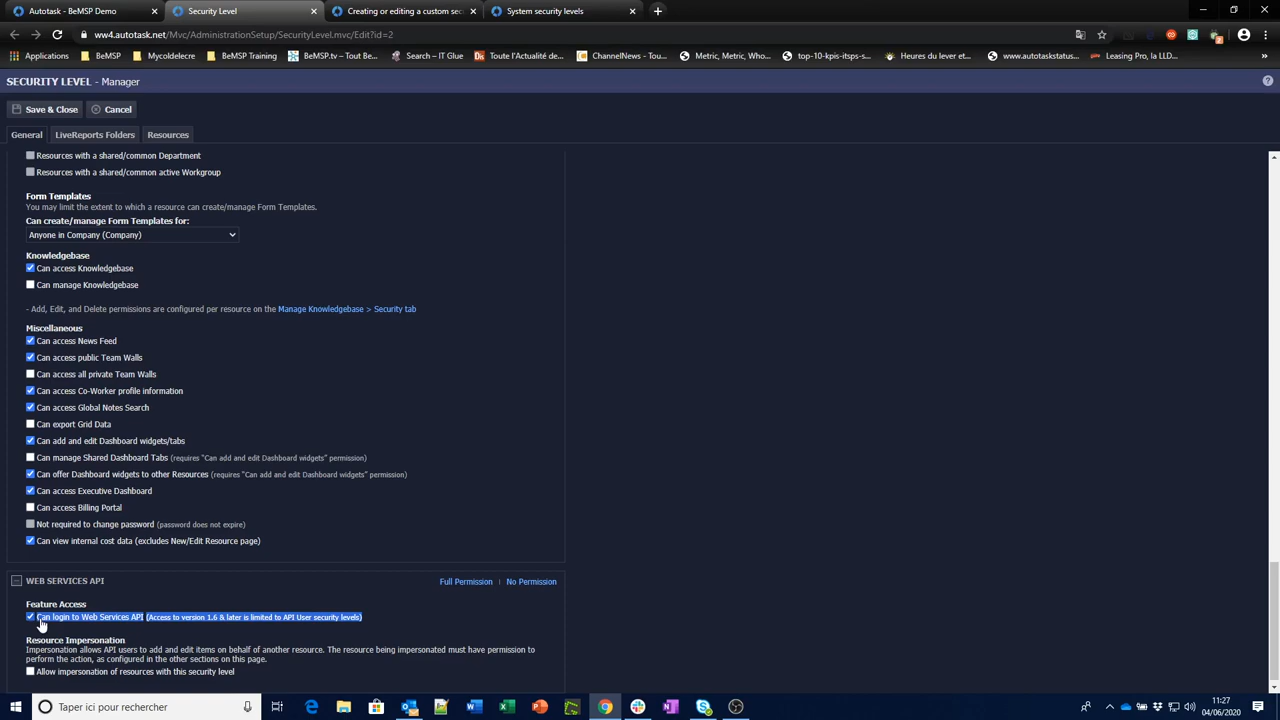 Autotask - BeMSP Demo
Security Level
Creating or editing a custom sec
System security levels
ww4.autotask.net/Mvc/AdministrationSetup/SecurityLevel.mvc/Edit?id=2
Applications
BeMSP
Mycoldelecre
BeMSP Training
BeMSP.tv – Tout Be...
Search — IT Glue
Toute l'Actualité de...
ChannelNews - Tou...
Metric, Metric, Who...
top-10-kpis-itsps-m...
Heures du lever et...
www.autotaskstatus...
Leasing Pro, la LLD...
SECURITY LEVEL - Manager
Save & Close
Cancel
General
LiveReports Folders
Resources
Resources with a shared/common Department
Resources with a shared/common active Workgroup
Form Templates
You may limit the extent to which a resource can create/manage Form Templates.
Can create/manage Form Templates for:
Anyone in Company (Company)
Knowledgebase
Can access Knowledgebase
Can manage Knowledgebase
- Add, Edit, and Delete permissions are configured per resource on the Manage Knowledgebase > Security tab
Miscellaneous
Can access News Feed
Can access public Team Walls
Can access all private Team Walls
Can access Co-Worker profile information
Can access Global Notes Search
Can export Grid Data
Can add and edit Dashboard widgets/tabs
Can manage Shared Dashboard Tabs (requires "Can add and edit Dashboard widgets" permission)
Can offer Dashboard widgets to other Resources (requires "Can add and edit Dashboard widgets" permission)
Can access Executive Dashboard
Can access Billing Portal
Not required to change password (password does not expire)
Can view internal cost data (excludes New/Edit Resource page)
WEB SERVICES API
Full Permission | No Permission
Feature Access
Can login to Web Services API (Access to version 1.6 & later is limited to API User security levels)
Resource Impersonation
Impersonation allows API users to add and edit items on behalf of another resource. The resource being impersonated must have permission to
perform the action, as configured in the other sections on this page.
Allow impersonation of resources with this security level
Taper ici pour rechercher
11:27
04/06/2020